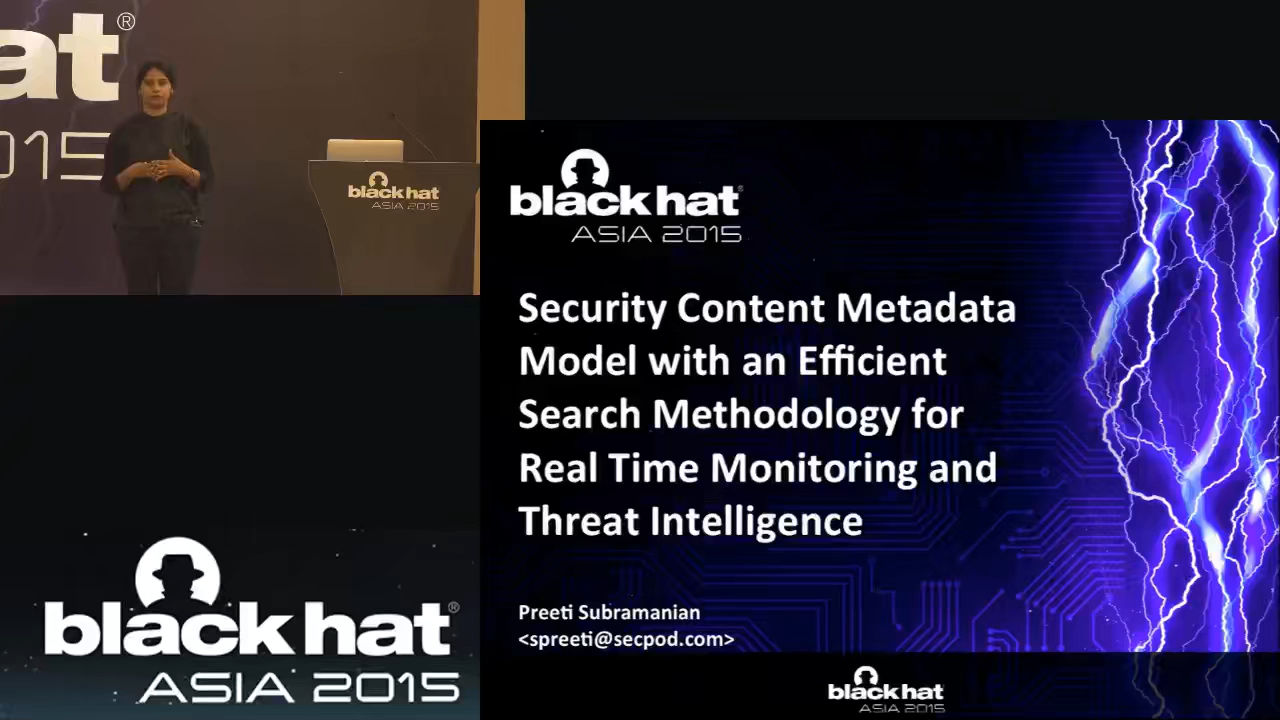 at®
015
black hat
ASIA 2015
black hat®
ASIA 2015
Security Content Metadata
Model with an Efficient
Search Methodology for
Real Time Monitoring and
Threat Intelligence
Preeti Subramanian
<spreeti@secpod.com>
black hat®
ASIA 2015
black hat
ASIA 2015